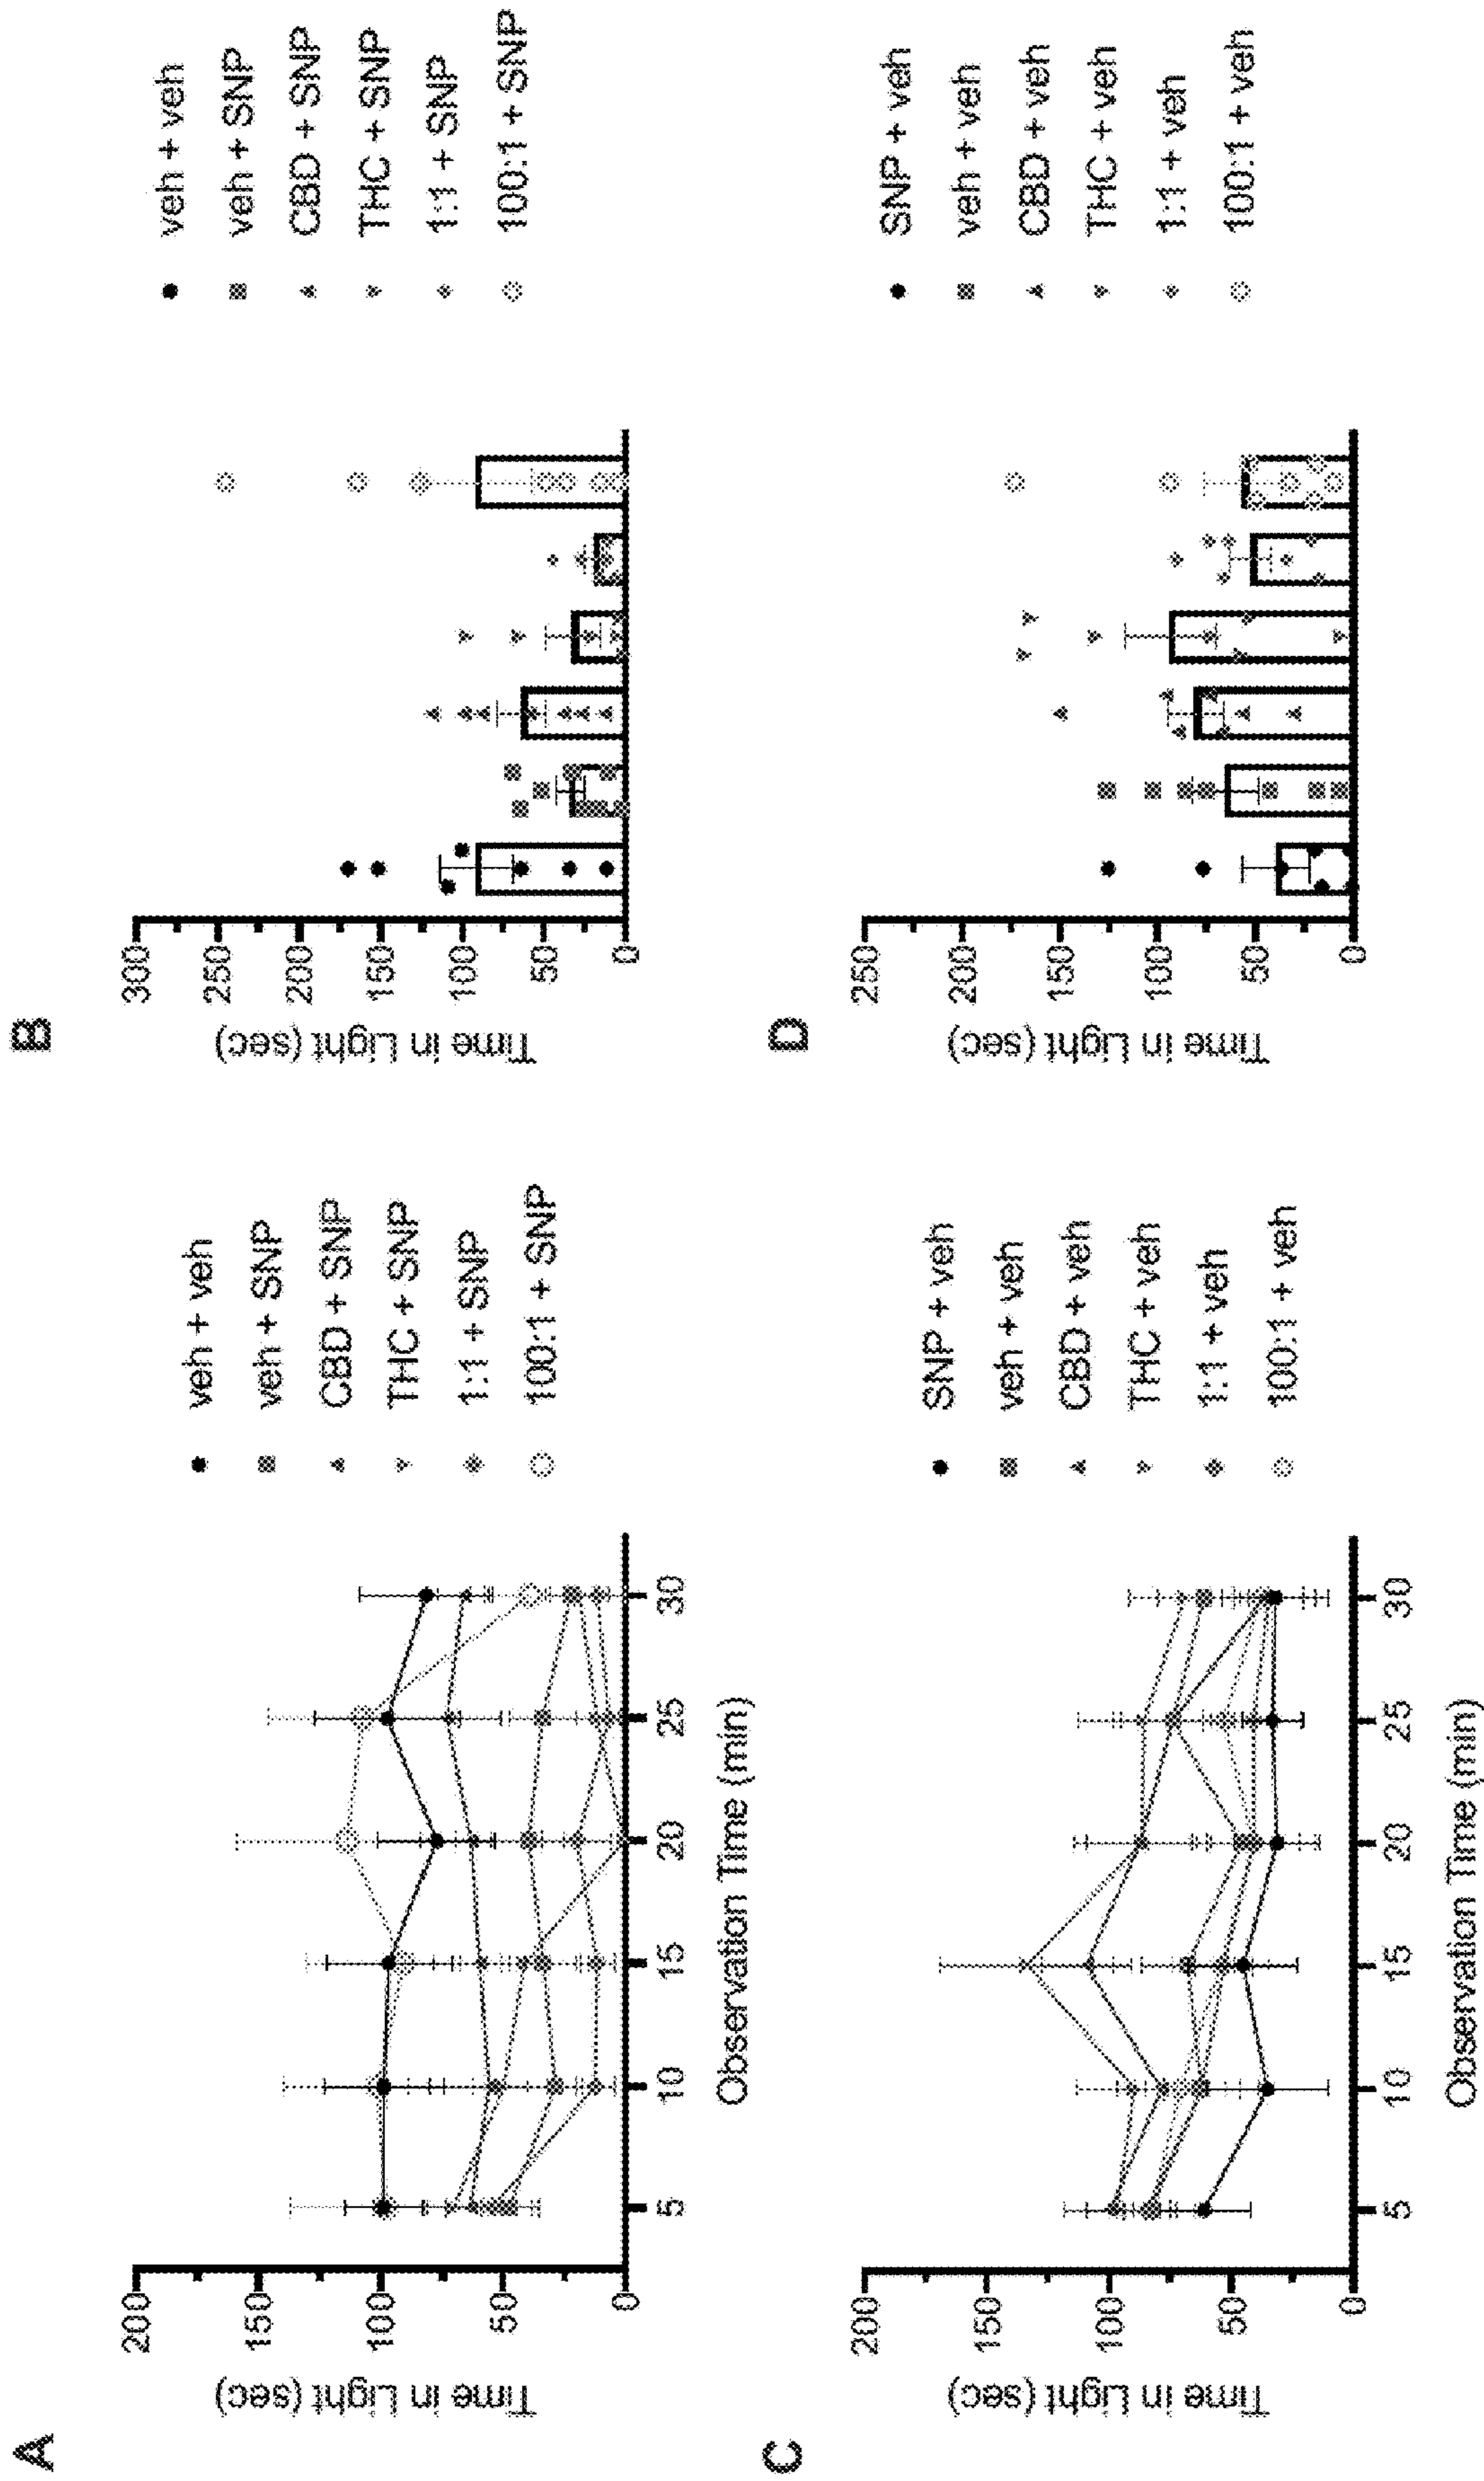 A
Time in Light (sec)
200
150
100
50
0
5
10
15
20
25
30
Observation Time (min)
veh + veh
veh + SNP
CBD + SNP
THC + SNP
1:1 + SNP
100:1 + SNP
B
Time in Light (sec)
300
250
200
150
100
50
0
veh + veh
veh + SNP
CBD + SNP
THC + SNP
1:1 + SNP
100:1 + SNP
C
Time in Light (sec)
200
150
100
50
0
5
10
15
20
25
30
Observation Time (min)
SNP + veh
veh + veh
CBD + veh
THC + veh
1:1 + veh
100:1 + veh
D
Time in Light (sec)
250
200
150
100
50
0
SNP + veh
veh + veh
CBD + veh
THC + veh
1:1 + veh
100:1 + veh